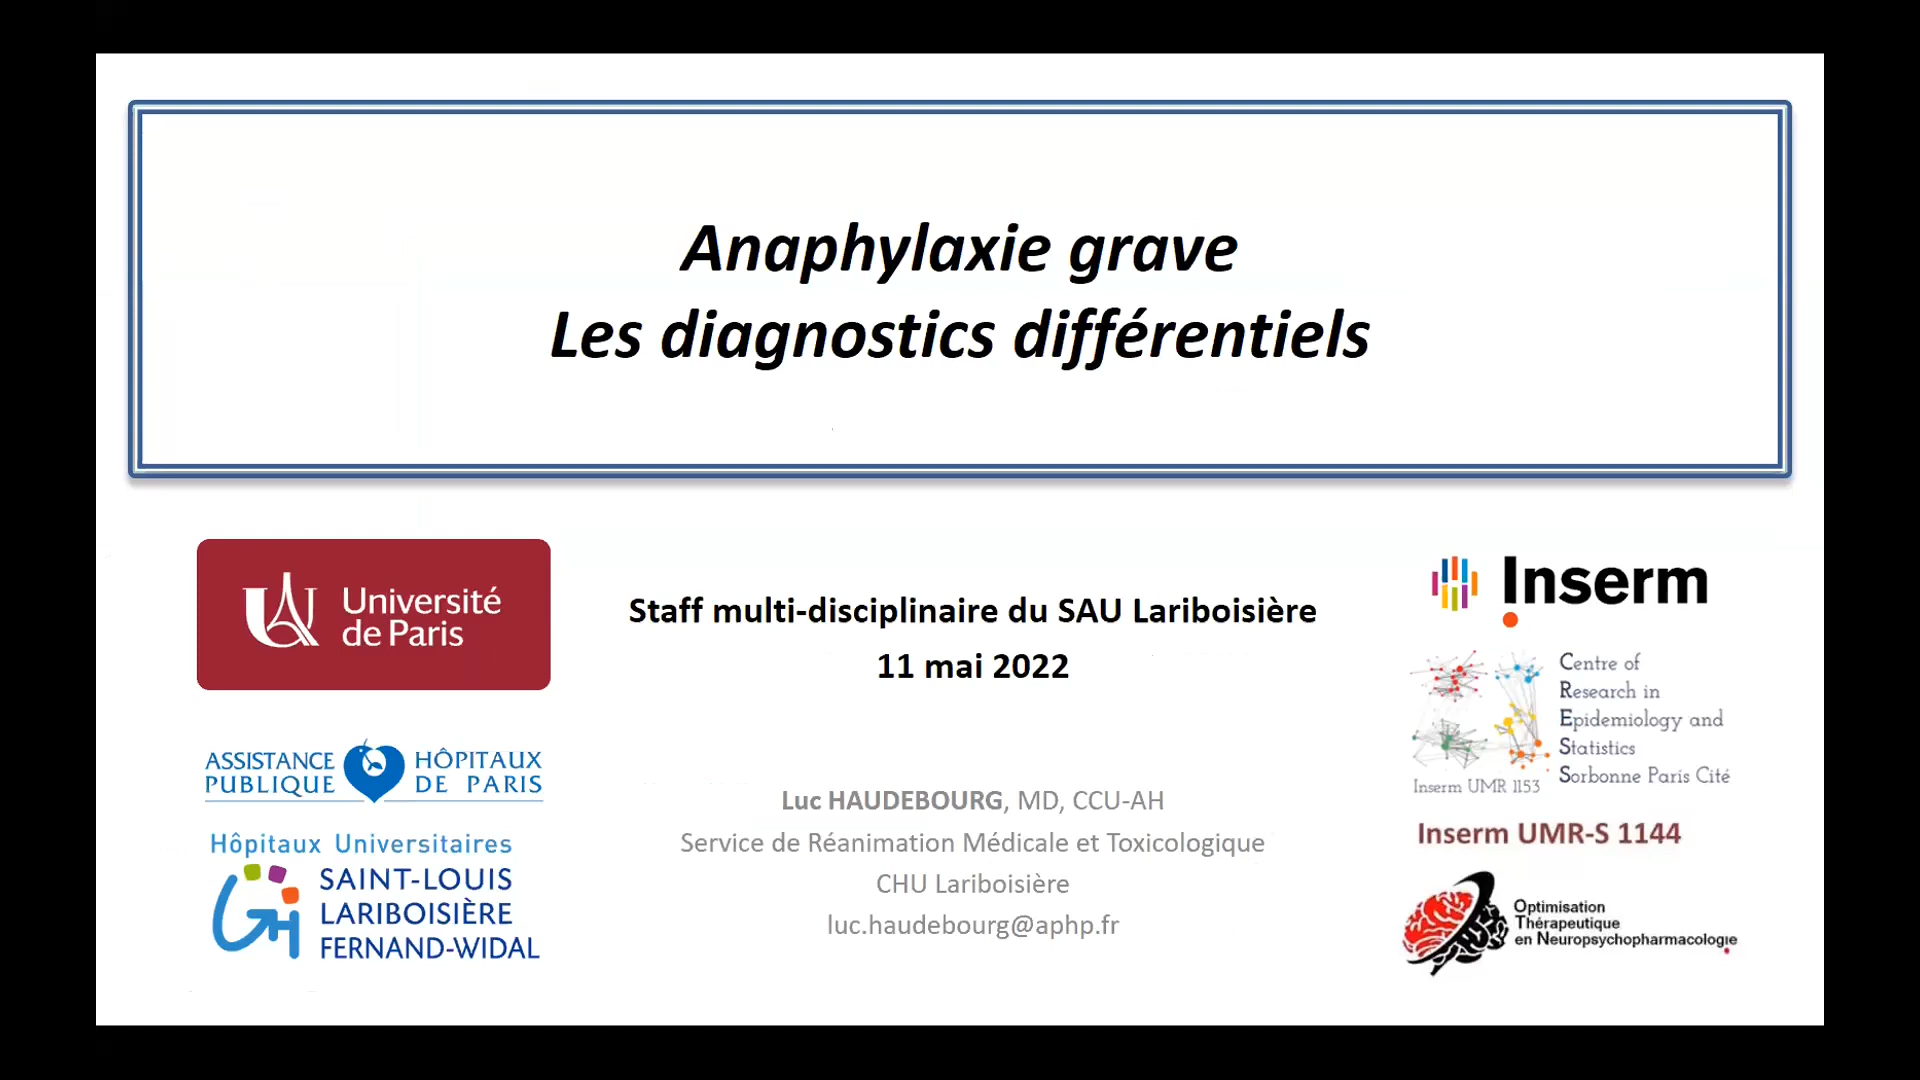 Anaphylaxie grave
Les diagnostics différentiels
Université
de Paris
Staff multi-disciplinaire du SAU Lariboisière
11 mai 2022
Inserm
Centre of
Research in
Epidemiology and
Statistics
Sorbonne Paris Cité
Inserm UMR 1153
ASSISTANCE
PUBLIQUE
HÔPITAUX
DE PARIS
Luc HAUDEBOURG, MD, CCU-AH
Service de Réanimation Médicale et Toxicologique
CHU Lariboisière
luc.haudebourg@aphp.fr
Inserm UMR-S 1144
Hôpitaux Universitaires
SAINT-LOUIS
LARIBOISIÈRE
FERNAND-WIDAL
Optimisation
Thérapeutique
en Neuropsychopharmacologie